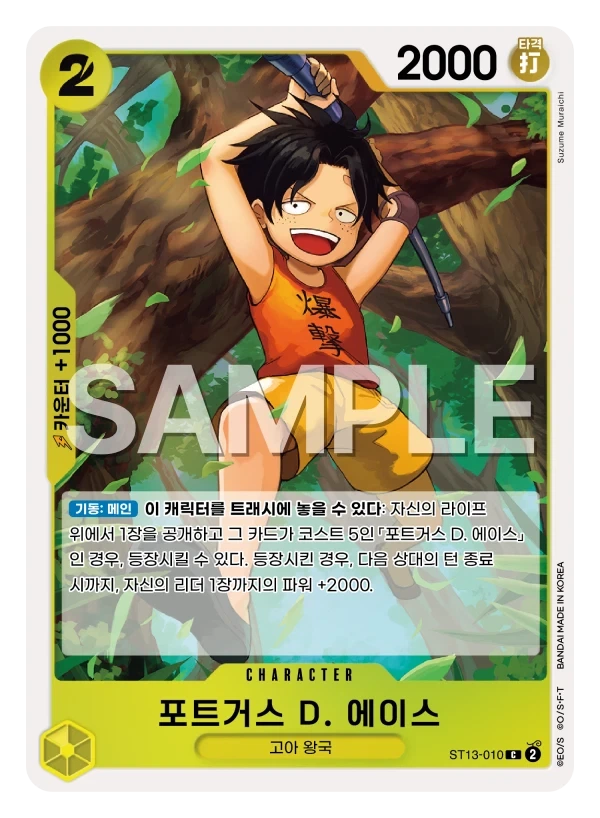 2
2000
타격
打
Suzume Muraichi
카운터 +1000
爆
撃
SAMPLE
기동: 메인 이 캐릭터를 트래시에 놓을 수 있다: 자신의 라이프
위에서 1장을 공개하고 그 카드가 코스트 5인 「포트거스 D. 에이스」
인 경우, 등장시킬 수 있다. 등장시킨 경우, 다음 상대의 턴 종료
시까지, 자신의 리더 1장까지의 파워 +2000.
CHARACTER
포트거스 D. 에이스
고아 왕국
ST13-010 C 2
©EO/S ©O/S·F·T BANDAI MADE IN KOREA